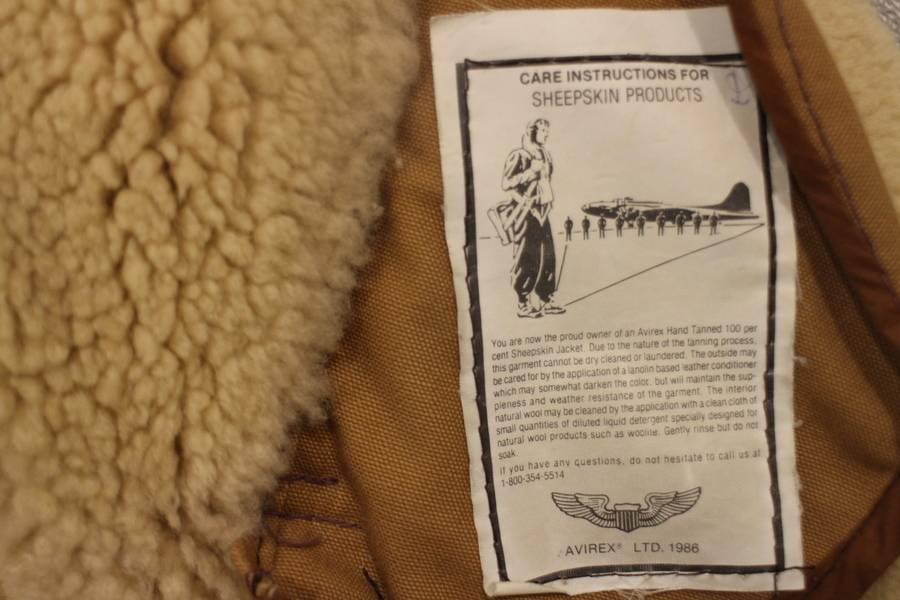 CARE INSTRUCTIONS FOR
SHEEPSKIN PRODUCTS
You are now the proud owner of an Avirex Hand Tanned 100 per
cent Sheepskin Jacket. Due to the nature of the tanning process,
this garment cannot be dry cleaned or laundered. The outside may
be cared for by the application of a lanolin based leather conditioner
which may somewhat darken the color, but will maintain the sup-
pleness and weather resistance of the garment. The interior
natural wool may be cleaned by the application with a clean cloth of
small quantities of diluted liquid detergent specially designed for
natural wool products such as woolite. Gently rinse but do not
soak.
If you have any questions, do not hesitate to call us at
1-800-354-5514
AVIREX® LTD. 1986